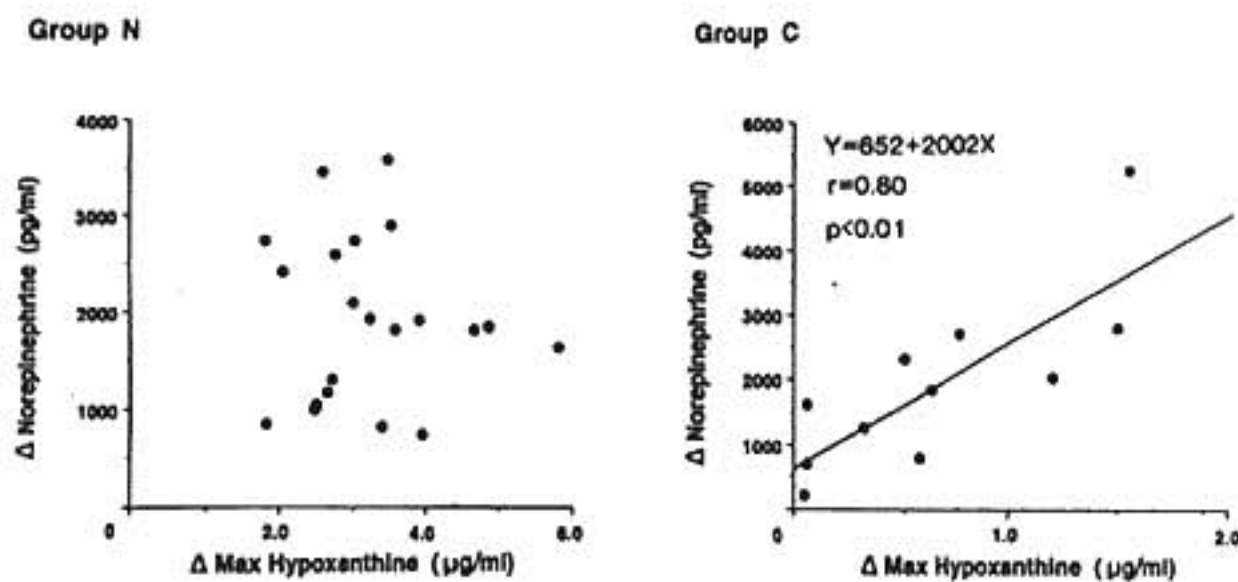 Group N
4000
3000
2000
1000
0
2.0
4.0
6.0
Δ Norepinephrine (pg/ml)
Δ Max Hypoxanthine (μg/ml)
Group C
Y=652+2002X
r=0.80
p<0.01
6000
5000
4000
3000
2000
1000
0
0
1.0
2.0
Δ Norepinephrine (pg/ml)
Δ Max Hypoxanthine (μg/ml)